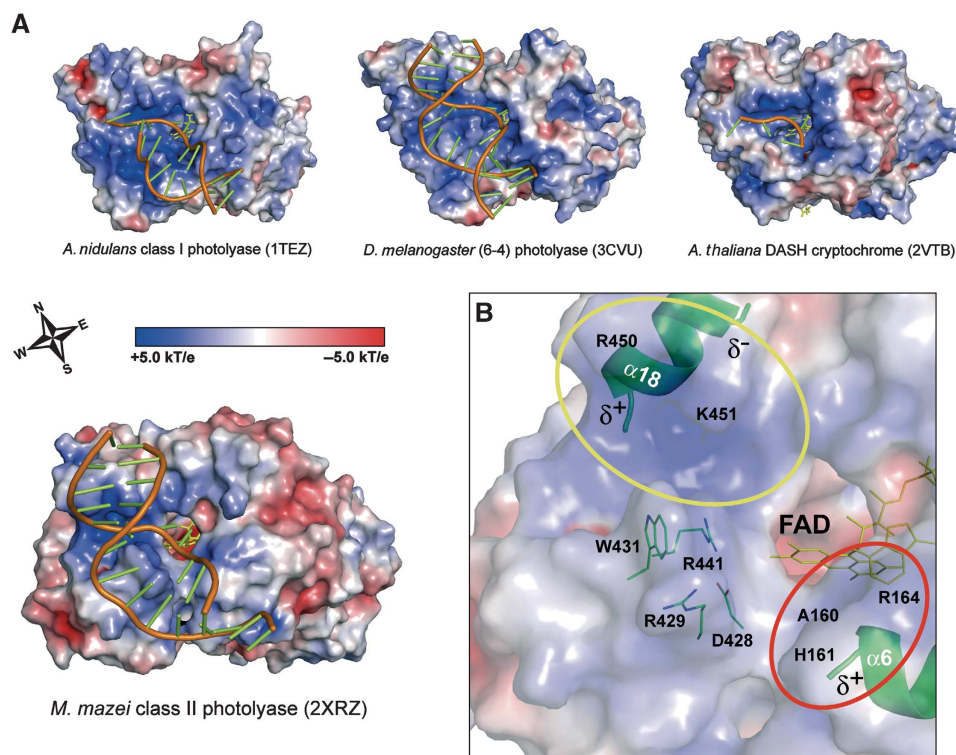 A
A. nidulans class I photolyase (1TEZ)
D. melanogaster (6-4) photolyase (3CVU)
A. thaliana DASH cryptochrome (2VTB)
N
E
W
S
+5.0 kT/e
–5.0 kT/e
M. mazei class II photolyase (2XRZ)
B
R450
δ-
α18
δ+
K451
FAD
W431
R441
R164
A160
R429
D428
H161
α6
δ+